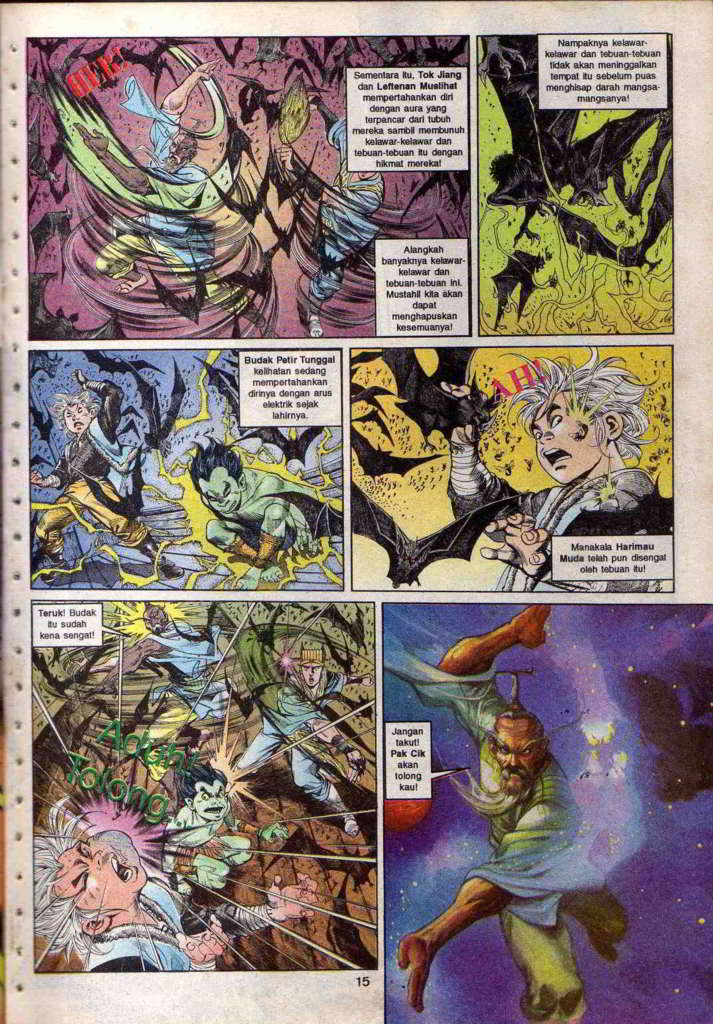 HIER!
Sementara itu, Tok Jiang
dan Leftenan Muslihat
mempertahankan diri
dengan aura yang
terpancar dari tubuh
mereka sambil membunuh
kelawar-kelawar dan
tebuan-tebuan itu dengan
hikmat mereka!
Alangkah
banyaknya kelawar-
kelawar dan
tebuan-tebuan ini.
Mustahil kita akan
dapat
menghapuskan
kesemuanya!
Nampaknya kelawar-
kelawar dan tebuan-tebuan
tidak akan meninggalkan
tempat itu sebelum puas
menghisap darah mangsa-
mangsanya!
Budak Petir Tunggal
kelihatan sedang
mempertahankan
dirinya dengan arus
elektrik sejak
lahirnya.
AH!
Manakala Harimau
Muda telah pun disengat
oleh tebuan itu!
Teruk! Budak
itu sudah
kena sengat!
Aduh!
Tolong
Jangan
takut!
Pak Cik
akan
tolong
kau!
15